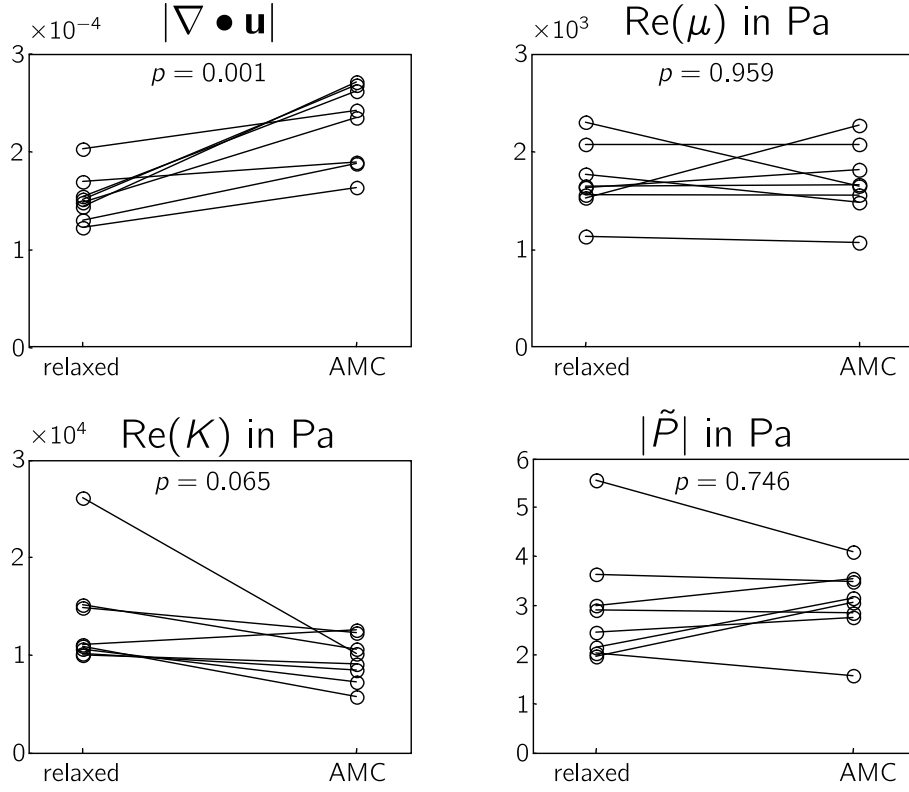 |∇ • u|
×10⁻⁴
3
p = 0.001
2
1
0
relaxed AMC
Re(μ) in Pa
×10³
3
p = 0.959
2
1
0
relaxed AMC
Re(K) in Pa
×10⁴
3
p = 0.065
2
1
0
relaxed AMC
|P̃| in Pa
6
p = 0.746
5
4
3
2
1
0
relaxed AMC